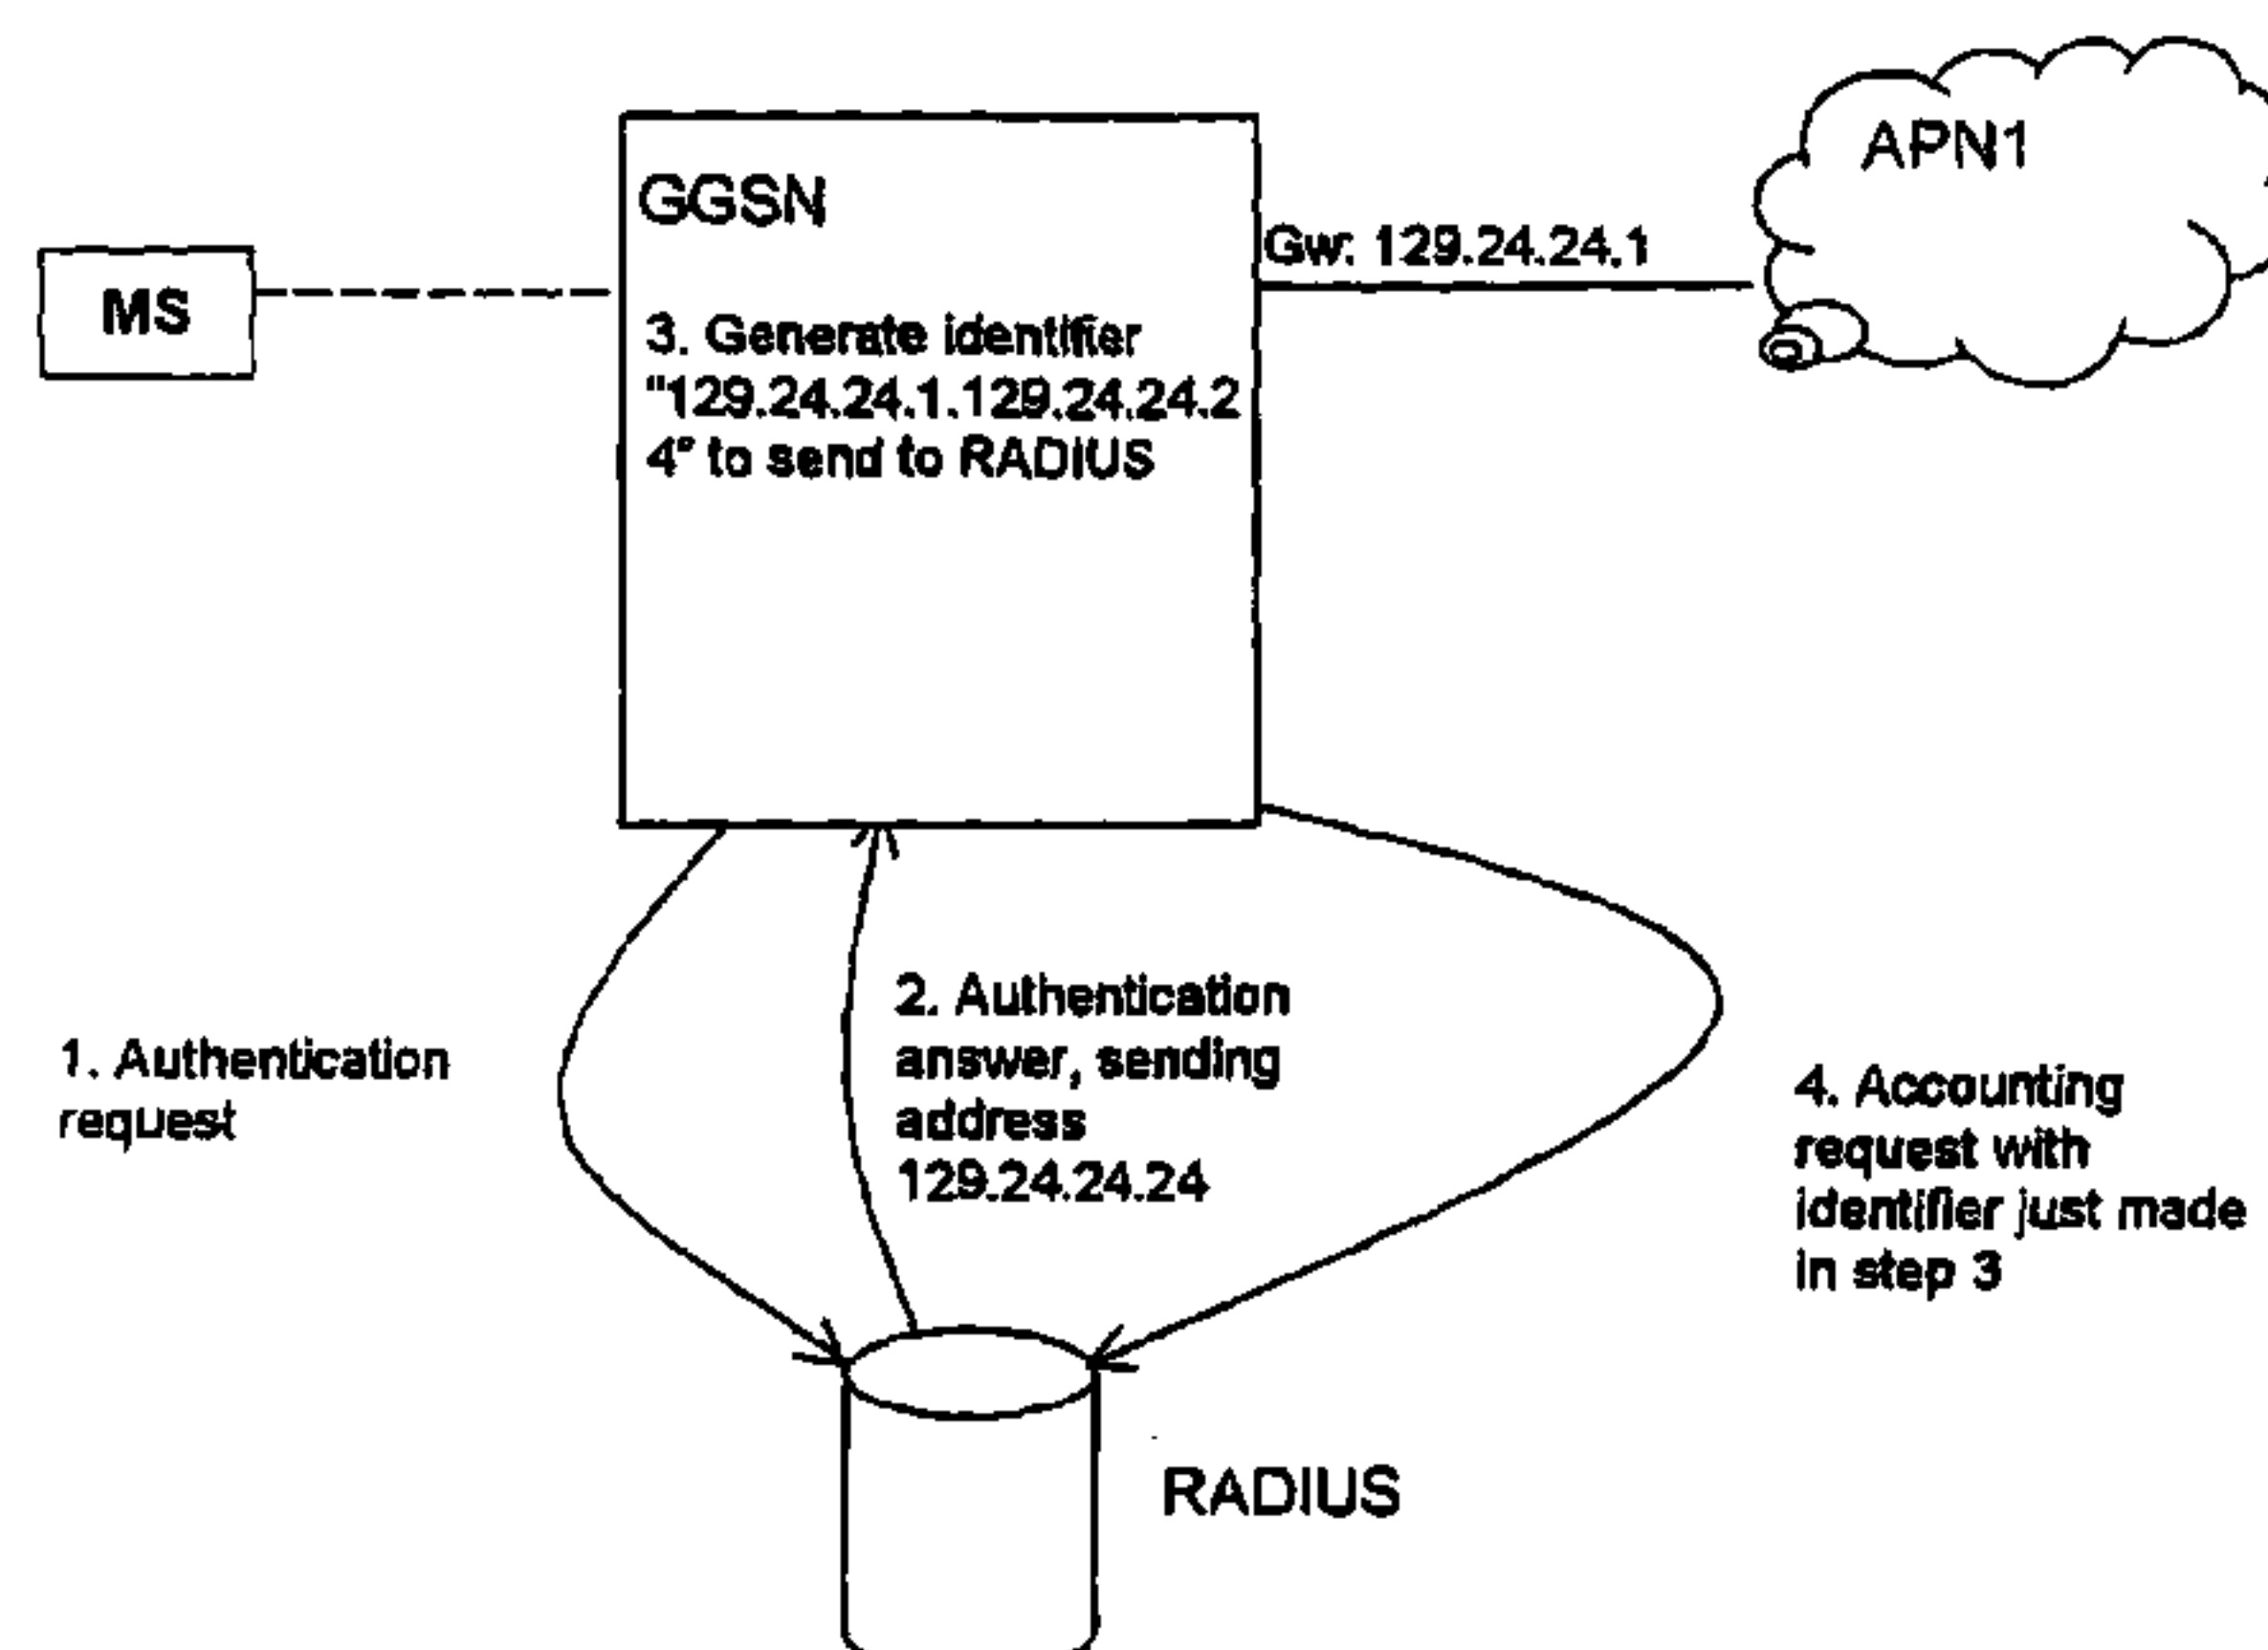 APN1
GGSN
Gw: 129.24.24.1
MS
3. Generate identifier
"129.24.24.1.129.24.2
4" to send to RADIUS
2. Authentication
answer, sending
address
129.24.24.24
1. Authentication
request
4. Accounting
request with
identifier just made
in step 3
RADIUS